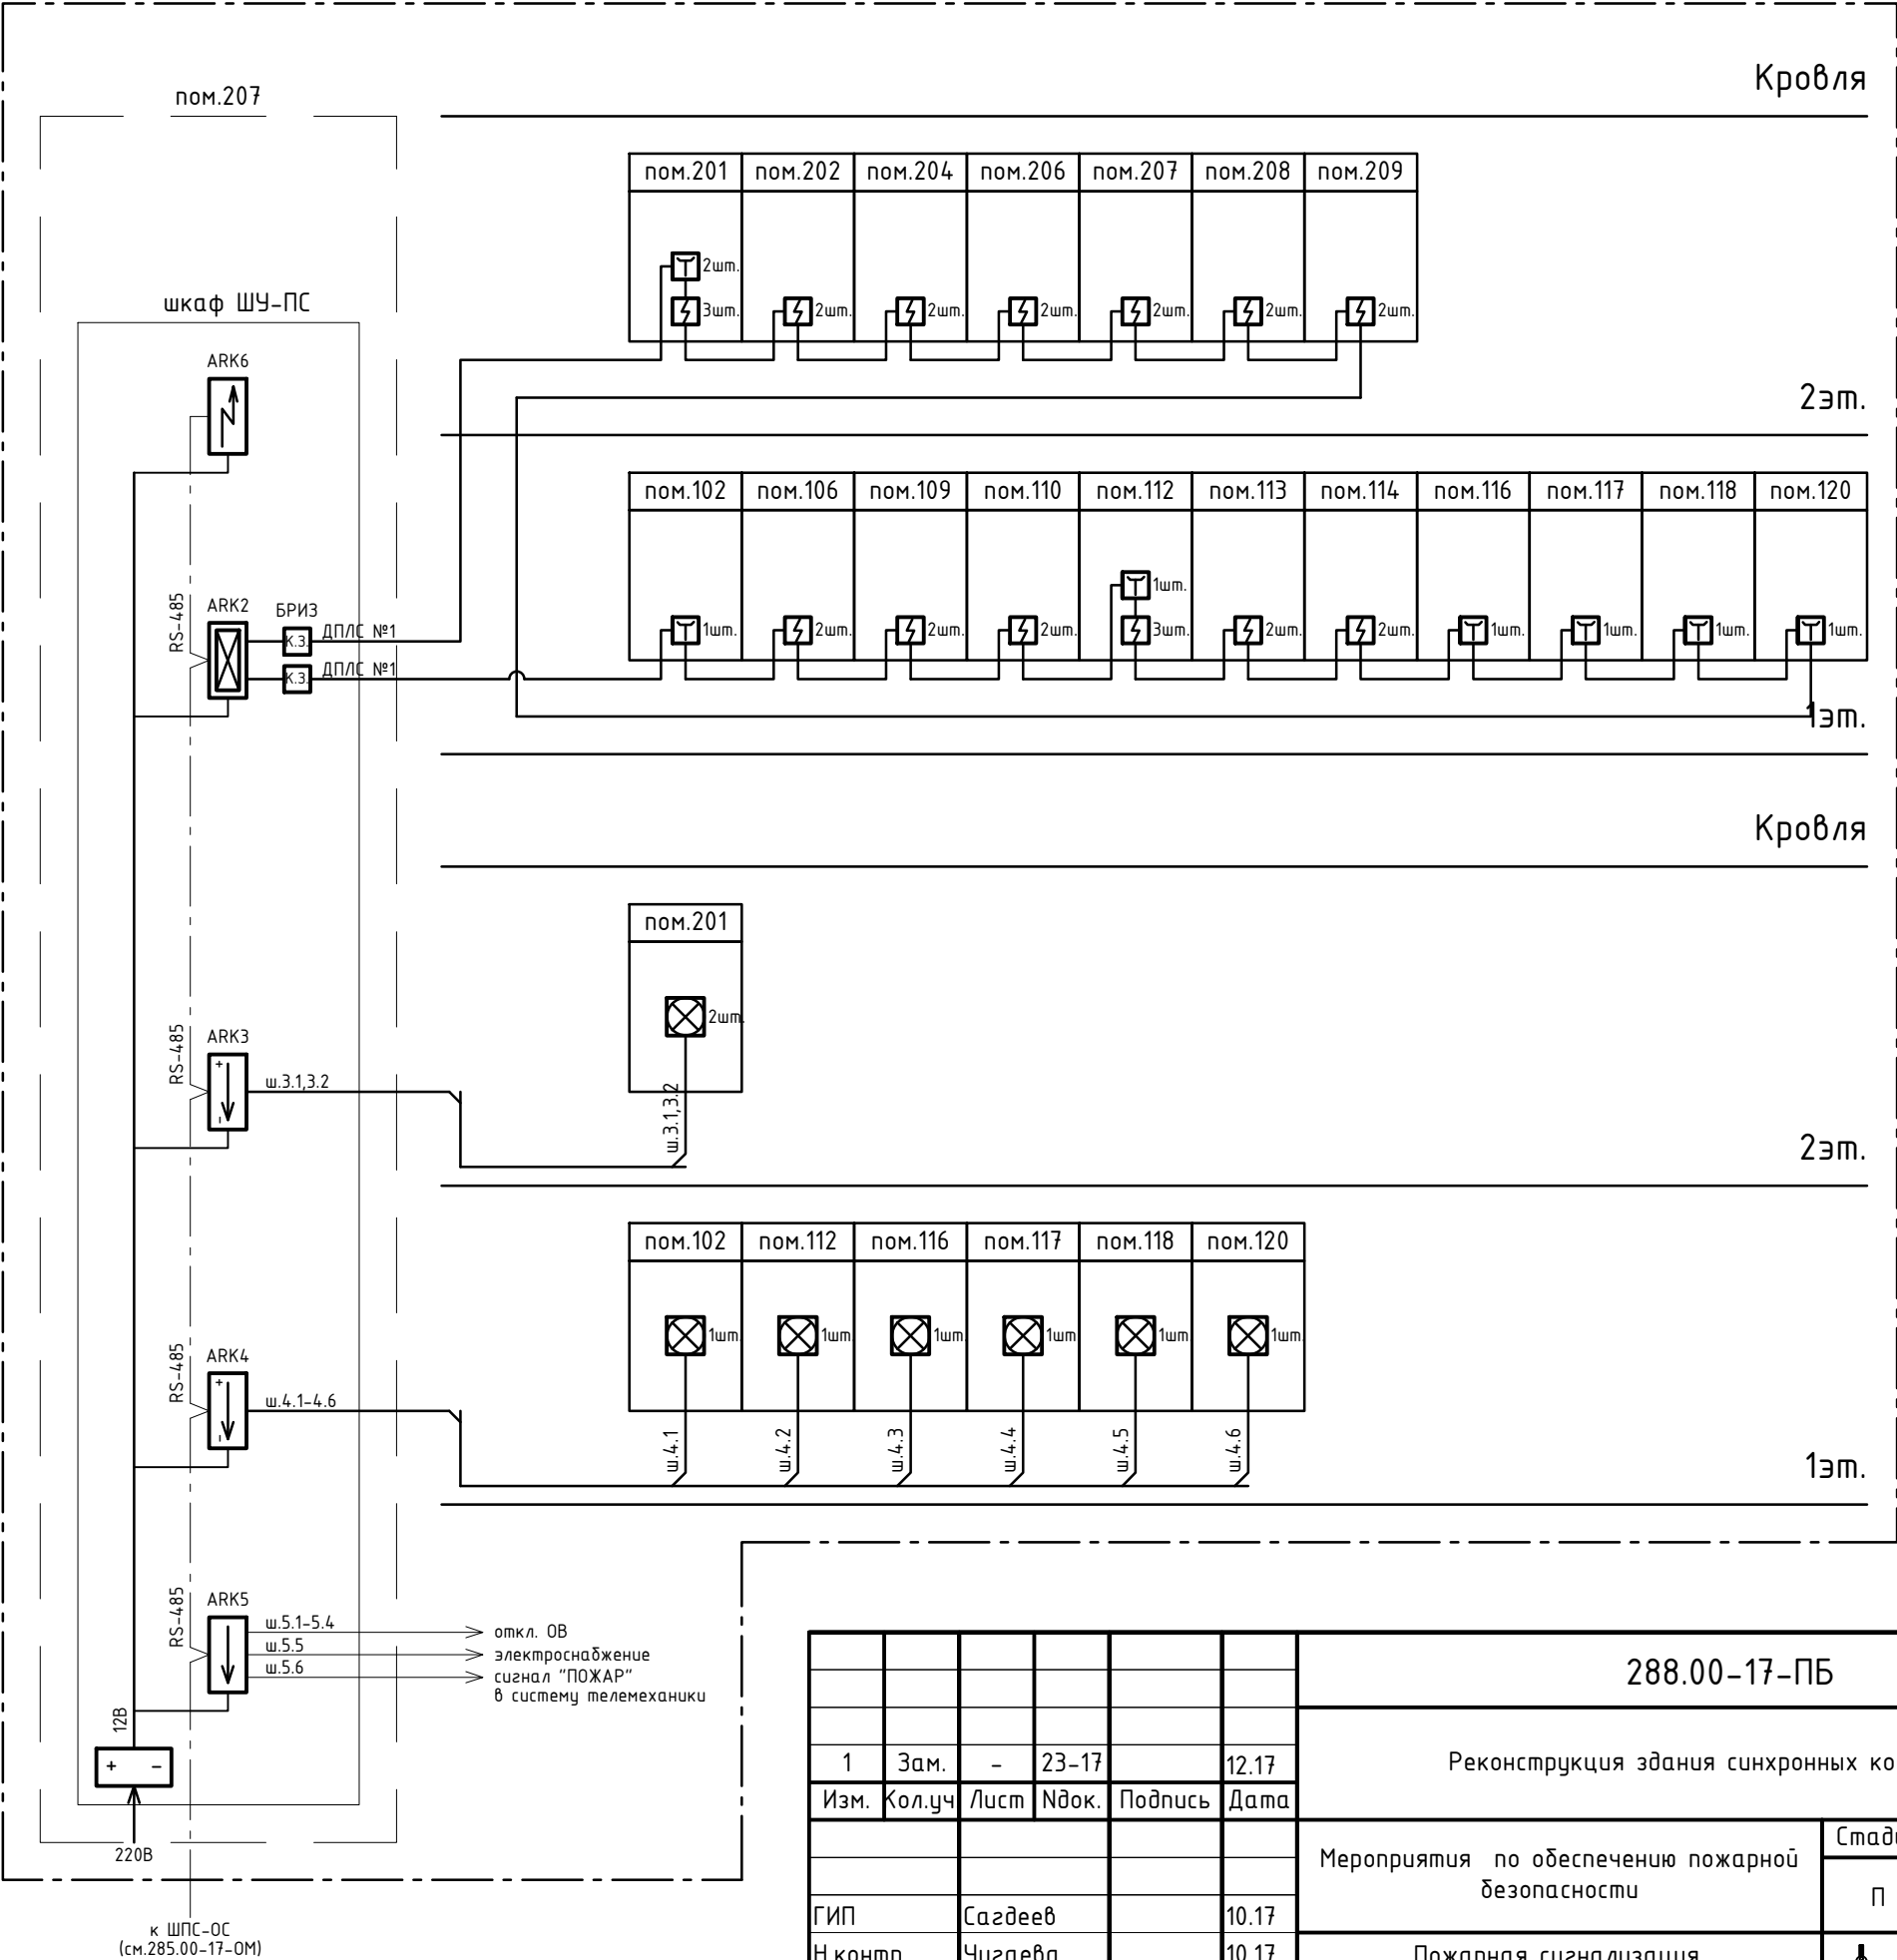 Кровля
пом.207
пом.201 пом.202 пом.204 пом.206 пом.207 пом.208 пом.209
2шт.
3шт. 2шт. 2шт. 2шт. 2шт. 2шт. 2шт.
шкаф ШУ-ПС
ARK6
2эт.
пом.102 пом.106 пом.109 пом.110 пом.112 пом.113 пом.114 пом.116 пом.117 пом.118 пом.120
1шт.
1шт. 2шт. 2шт. 2шт. 3шт. 2шт. 2шт. 1шт. 1шт. 1шт. 1шт.
RS-485
ARK2
БРИЗ
К.З. ДПЛС №1
К.З. ДПЛС №1
1эт.
Кровля
пом.201
2шт.
RS-485
ARK3
+
-
ш.3.1,3.2
ш.3.1,3.2
2эт.
пом.102 пом.112 пом.116 пом.117 пом.118 пом.120
1шт 1шт 1шт 1шт 1шт 1шт.
RS-485
ARK4
+
-
ш.4.1-4.6
ш.4.1 ш.4.2 ш.4.3 ш.4.4 ш.4.5 ш.4.6
1эт.
RS-485
ARK5
ш.5.1-5.4 откл. ОВ
ш.5.5 электроснабжение
ш.5.6 сигнал "ПОЖАР"
в систему телемеханики
12В
+ -
220В
к ШПС-ОС
(см.285.00-17-ОМ)
288.00-17-ПБ
1 Зам. - 23-17 12.17
Реконструкция здания синхронных ко
Изм. Кол.уч Лист Nдок. Подпись Дата
Мероприятия по обеспечению пожарной
безопасности
Стади
П
ГИП Сагдеев 10.17
Н.контр. Чугаева 10.17
Пожарная сигнализация